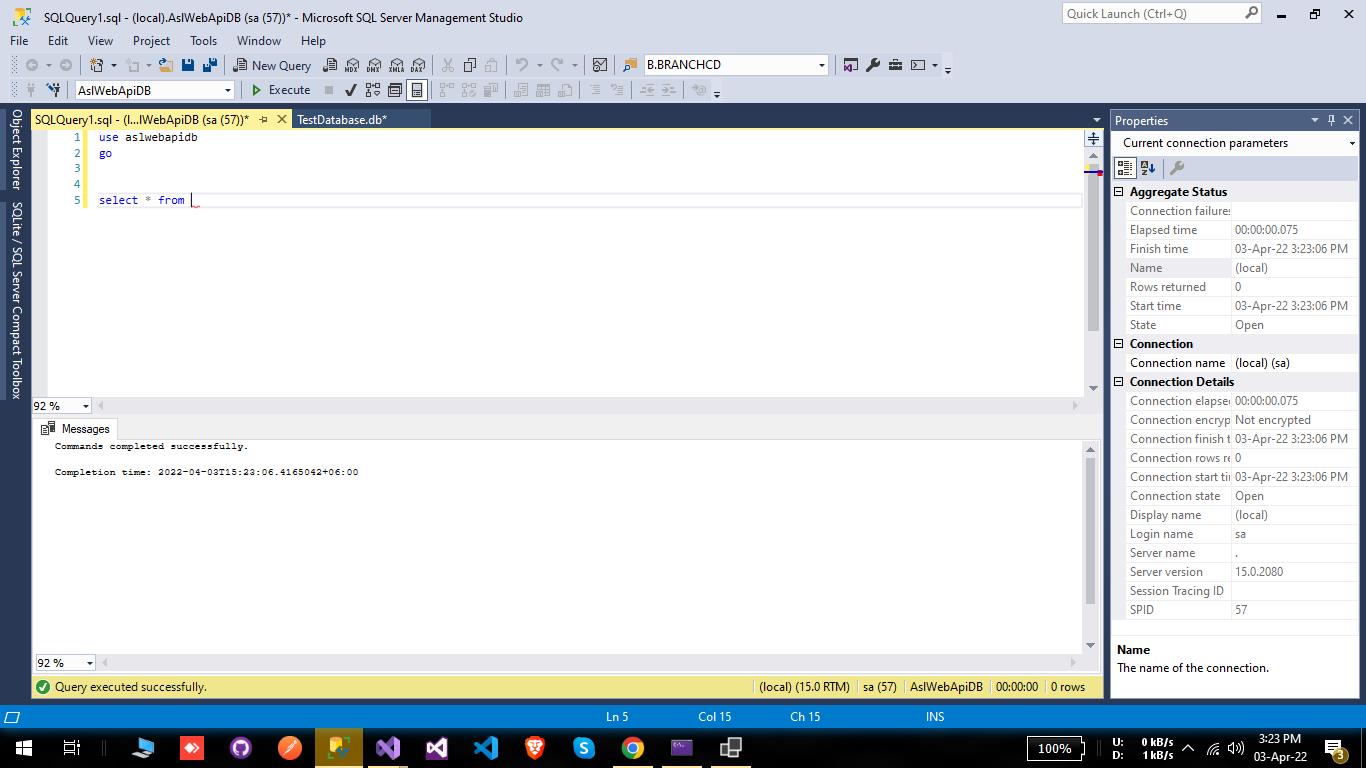 SQLQuery1.sql - (local).AslWebApiDB (sa (57))* - Microsoft SQL Server Management Studio
Quick Launch (Ctrl+Q)
File Edit View Project Tools Window Help
New Query MDX DMX XMLA DAX B.BRANCHCD
AslWebApiDB Execute
SQLQuery1.sql - (l...lWebApiDB (sa (57))* TestDatabase.db*
Object Explorer
SQLite / SQL Server Compact Toolbox
1 use aslwebapidb
2 go
3
4
5 select * from
92 %
Messages
Commands completed successfully.
Completion time: 2022-04-03T15:23:06.4165042+06:00
92 %
Query executed successfully. (local) (15.0 RTM) sa (57) AslWebApiDB 00:00:00 0 rows
Properties
Current connection parameters
Aggregate Status
Connection failures
Elapsed time 00:00:00.075
Finish time 03-Apr-22 3:23:06 PM
Name (local)
Rows returned 0
Start time 03-Apr-22 3:23:06 PM
State Open
Connection
Connection name (local) (sa)
Connection Details
Connection elapse 00:00:00.075
Connection encryp Not encrypted
Connection finish t 03-Apr-22 3:23:06 PM
Connection rows re 0
Connection start ti 03-Apr-22 3:23:06 PM
Connection state Open
Display name (local)
Login name sa
Server name .
Server version 15.0.2080
Session Tracing ID
SPID 57
Name
The name of the connection.
Ln 5 Col 15 Ch 15 INS
100% U: 0 kB/s
D: 1 kB/s
3:23 PM
03-Apr-22
3